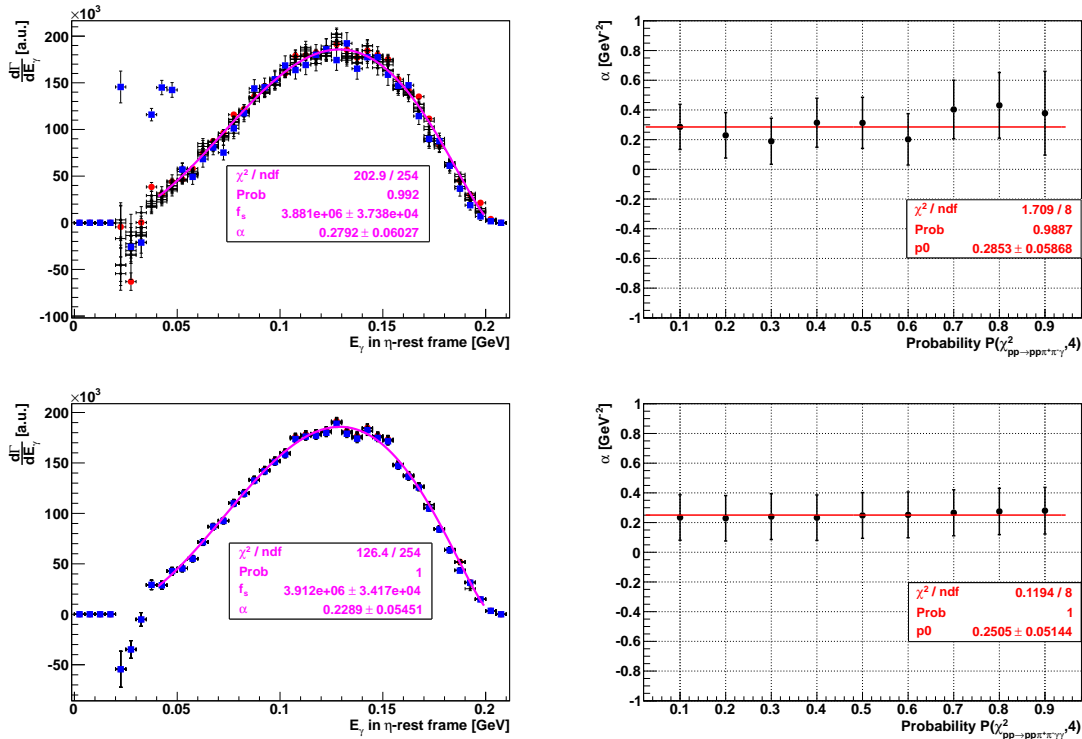 ×10³
dΓ/dE_γ [a.u.]
200
150
100
50
0
-50
-100
χ² / ndf 202.9 / 254
Prob 0.992
f_s 3.881e+06 ± 3.738e+04
α 0.2792 ± 0.06027
0 0.05 0.1 0.15 0.2
E_γ in η-rest frame [GeV]
α [GeV⁻²]
1
0.8
0.6
0.4
0.2
0
-0.2
-0.4
-0.6
-0.8
-1
χ² / ndf 1.709 / 8
Prob 0.9887
p0 0.2853 ± 0.05868
0.1 0.2 0.3 0.4 0.5 0.6 0.7 0.8 0.9
Probability P(χ²_{pp→ppπ⁺π⁻γ},4)
×10³
dΓ/dE_γ [a.u.]
200
150
100
50
0
-50
χ² / ndf 126.4 / 254
Prob 1
f_s 3.912e+06 ± 3.417e+04
α 0.2289 ± 0.05451
0 0.05 0.1 0.15 0.2
E_γ in η-rest frame [GeV]
α [GeV⁻²]
1
0.8
0.6
0.4
0.2
0
-0.2
-0.4
-0.6
-0.8
-1
χ² / ndf 0.1194 / 8
Prob 1
p0 0.2505 ± 0.05144
0.1 0.2 0.3 0.4 0.5 0.6 0.7 0.8 0.9
Probability P(χ²_{pp→ppπ⁺π⁻γγ},4)